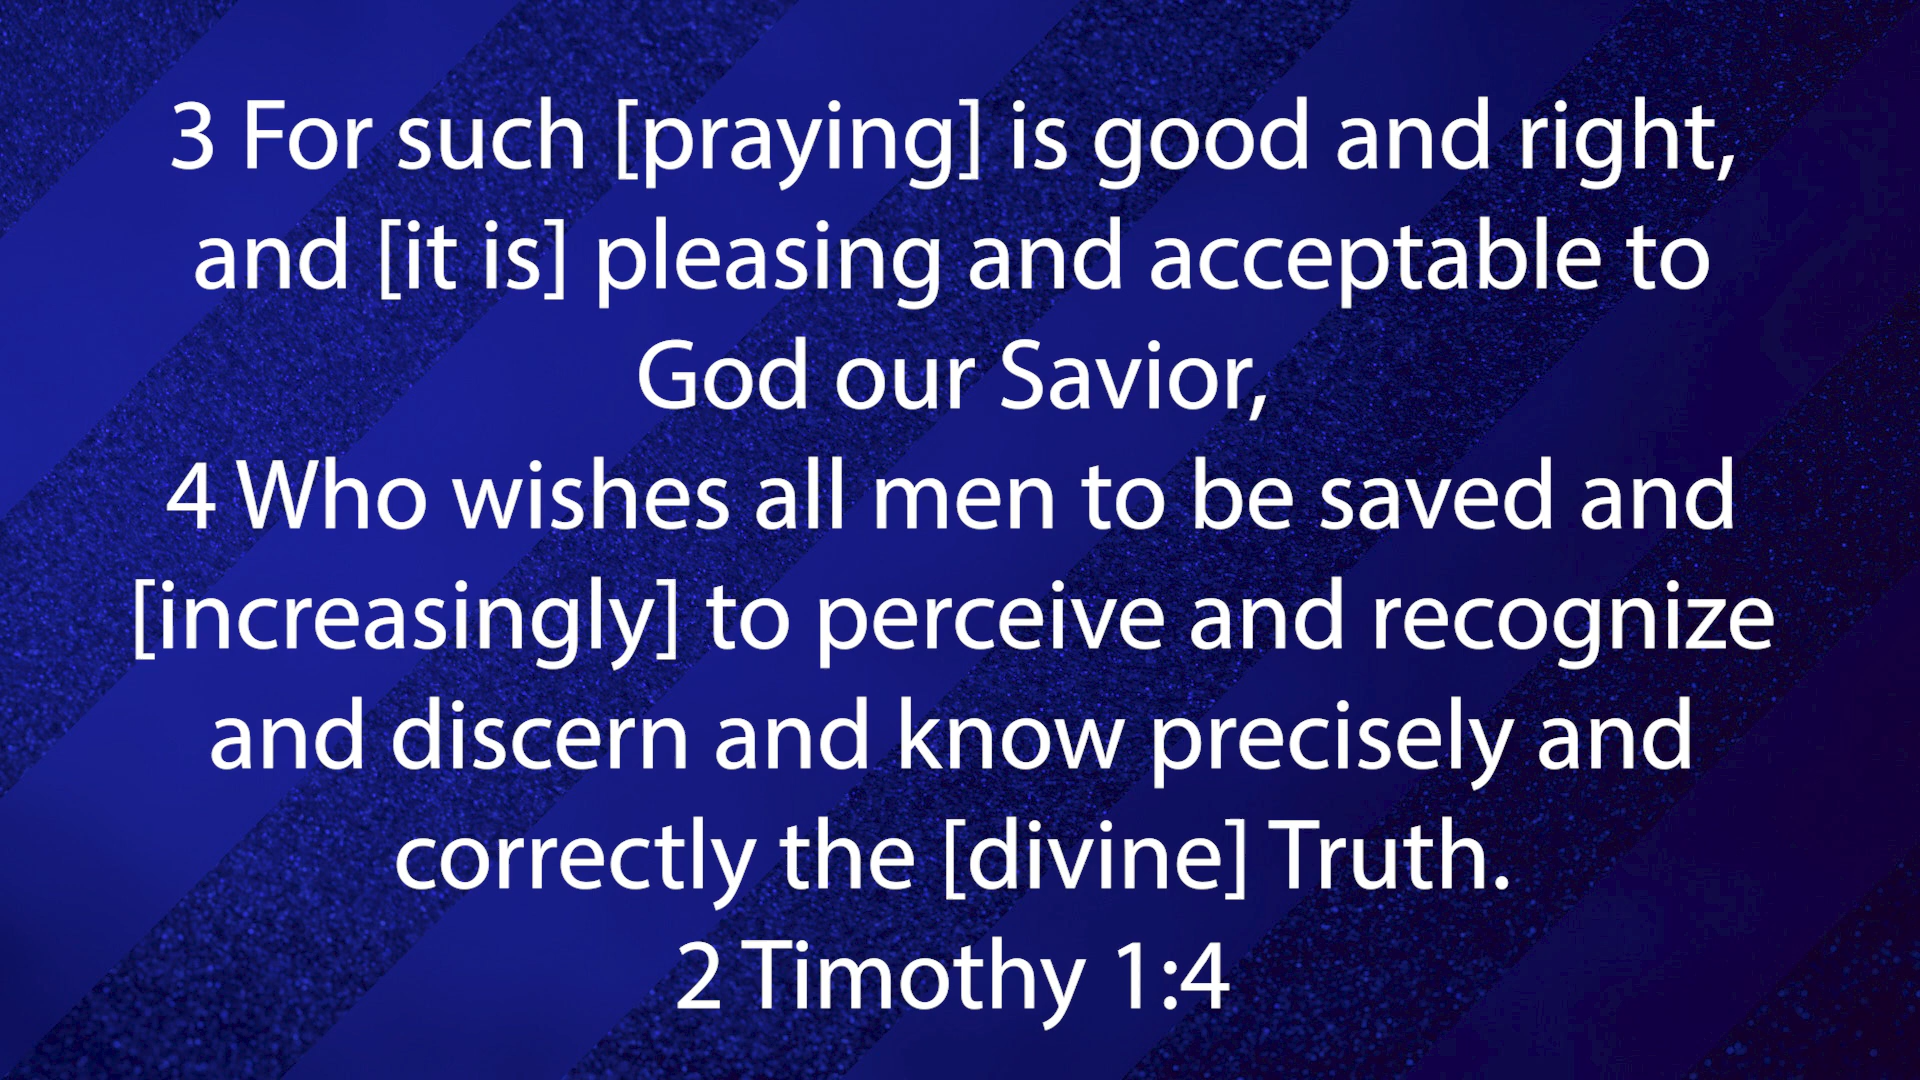 3 For such [praying] is good and right,
and [it is] pleasing and acceptable to
God our Savior,
4 Who wishes all men to be saved and
[increasingly] to perceive and recognize
and discern and know precisely and
correctly the [divine] Truth.
2 Timothy 1:4